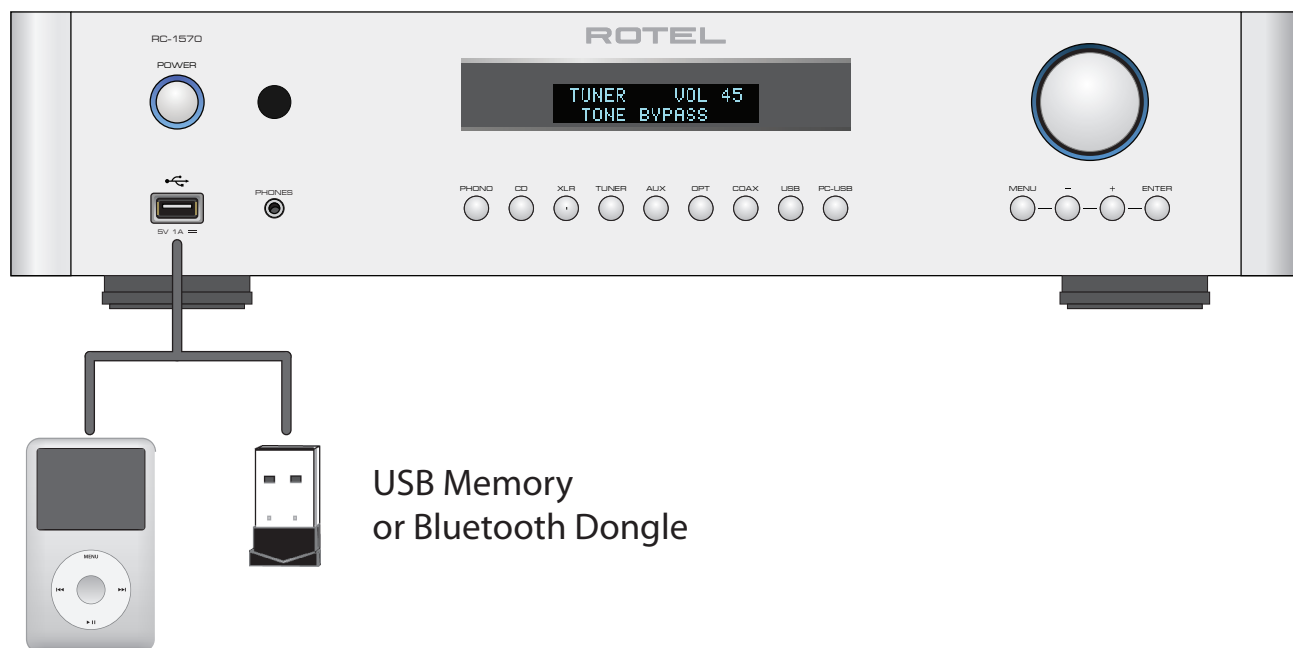 ROTEL
RC-1570
POWER
TUNER VOL 45
TONE BYPASS
PHONES
5V 1A
PHONO CD XLR TUNER AUX OPT COAX USB PC-USB
MENU - + ENTER
USB Memory
or Bluetooth Dongle
MENU